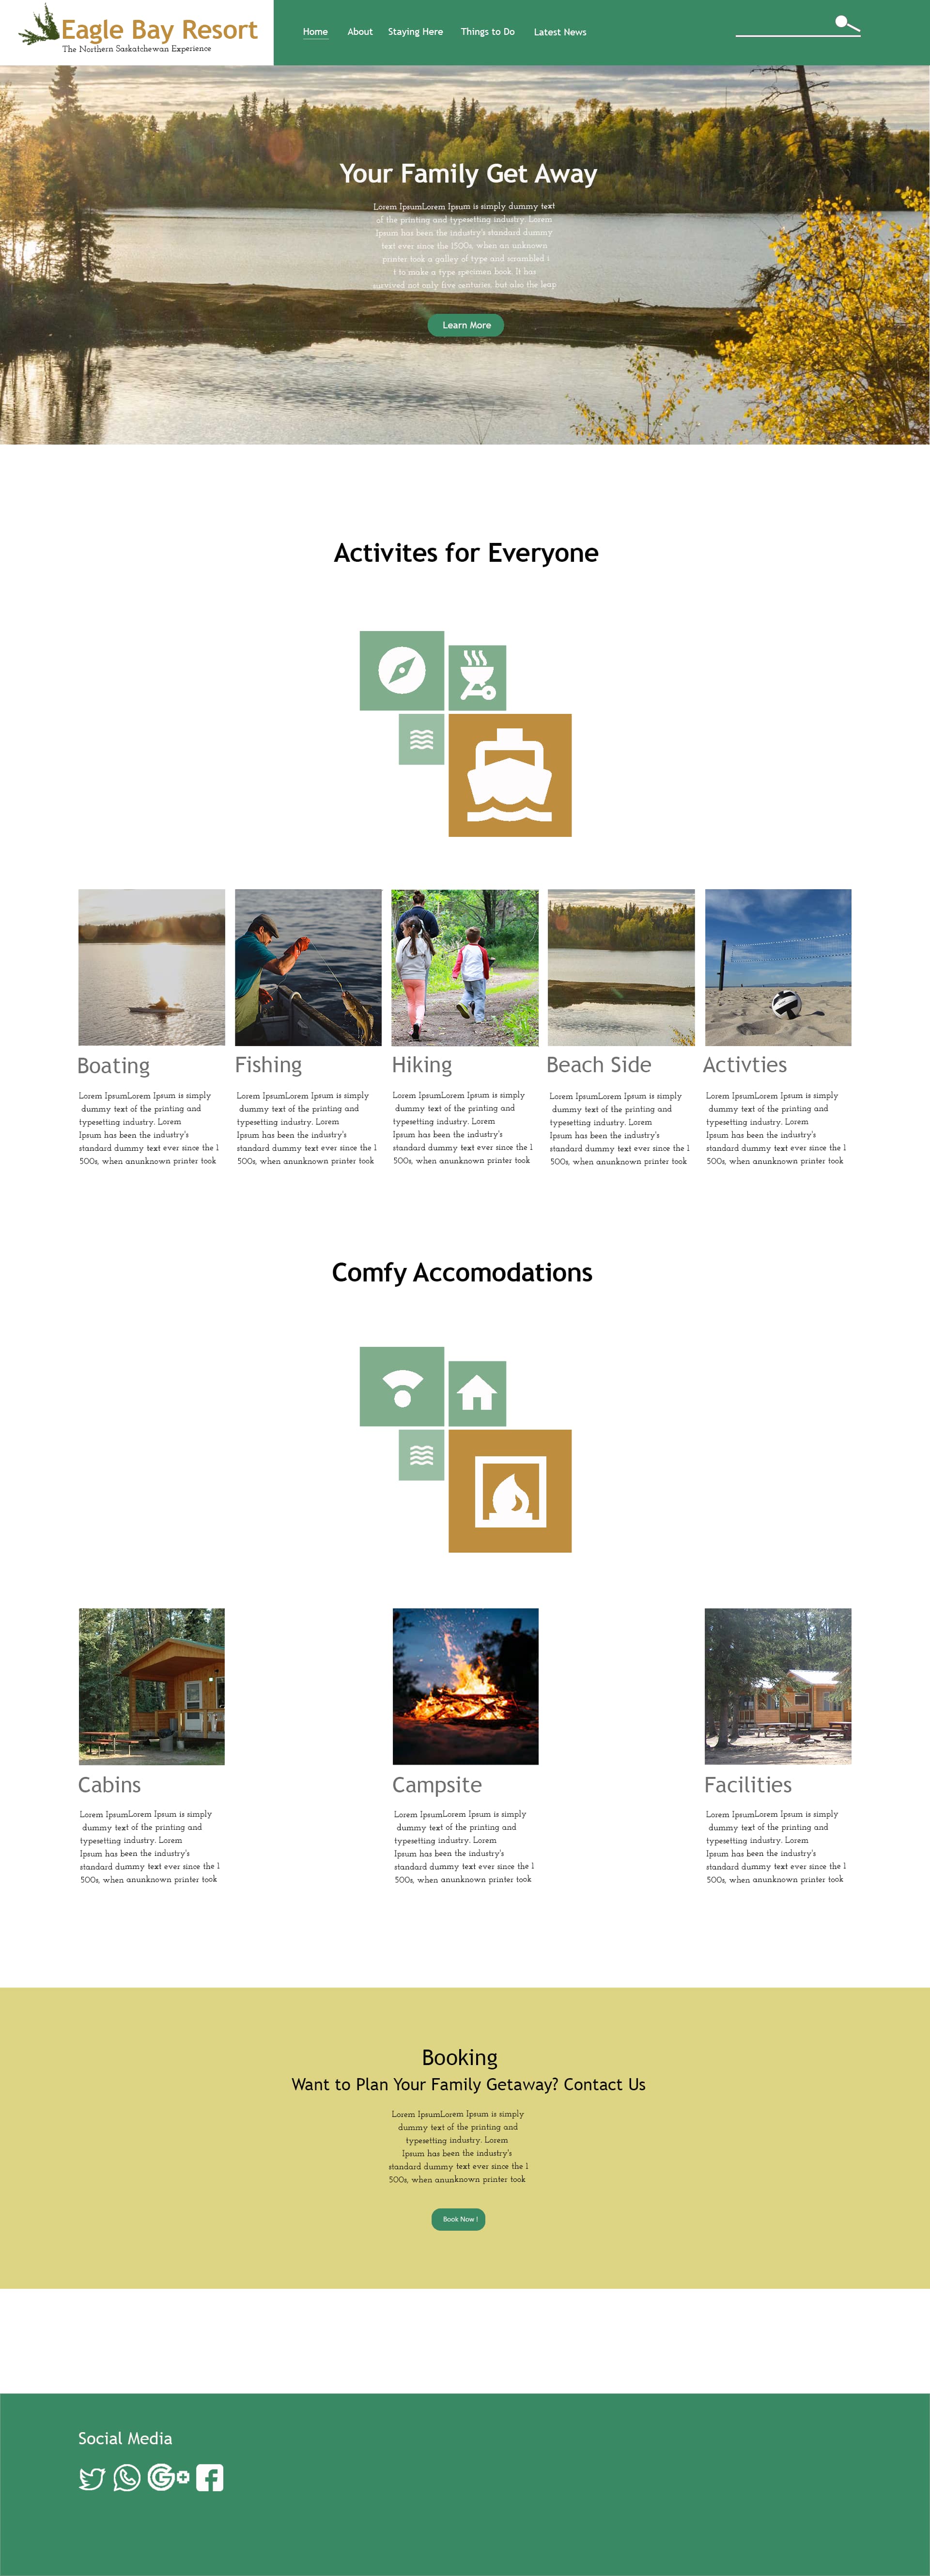 Eagle Bay Resort
The Northern Saskatchewan Experience
Home About Staying Here Things to Do Latest News
Your Family Get Away
Lorem IpsumLorem Ipsum is simply dummy text
of the printing and typesetting industry. Lorem
Ipsum has been the industry's standard dummy
text ever since the 1500s, when an unknown
printer took a galley of type and scrambled i
t to make a type specimen book. It has
survived not only five centuries, but also the leap
Learn More
Activites for Everyone
Boating
Lorem IpsumLorem Ipsum is simply
dummy text of the printing and
typesetting industry. Lorem
Ipsum has been the industry's
standard dummy text ever since the 1
500s, when anunknown printer took
Fishing
Lorem IpsumLorem Ipsum is simply
dummy text of the printing and
typesetting industry. Lorem
Ipsum has been the industry's
standard dummy text ever since the 1
500s, when anunknown printer took
Hiking
Lorem IpsumLorem Ipsum is simply
dummy text of the printing and
typesetting industry. Lorem
Ipsum has been the industry's
standard dummy text ever since the 1
500s, when anunknown printer took
Beach Side
Lorem IpsumLorem Ipsum is simply
dummy text of the printing and
typesetting industry. Lorem
Ipsum has been the industry's
standard dummy text ever since the 1
500s, when anunknown printer took
Activties
Lorem IpsumLorem Ipsum is simply
dummy text of the printing and
typesetting industry. Lorem
Ipsum has been the industry's
standard dummy text ever since the 1
500s, when anunknown printer took
Comfy Accomodations
Cabins
Lorem IpsumLorem Ipsum is simply
dummy text of the printing and
typesetting industry. Lorem
Ipsum has been the industry's
standard dummy text ever since the 1
500s, when anunknown printer took
Campsite
Lorem IpsumLorem Ipsum is simply
dummy text of the printing and
typesetting industry. Lorem
Ipsum has been the industry's
standard dummy text ever since the 1
500s, when anunknown printer took
Facilities
Lorem IpsumLorem Ipsum is simply
dummy text of the printing and
typesetting industry. Lorem
Ipsum has been the industry's
standard dummy text ever since the 1
500s, when anunknown printer took
Booking
Want to Plan Your Family Getaway? Contact Us
Lorem IpsumLorem Ipsum is simply
dummy text of the printing and
typesetting industry. Lorem
Ipsum has been the industry's
standard dummy text ever since the 1
500s, when anunknown printer took
Book Now !
Social Media